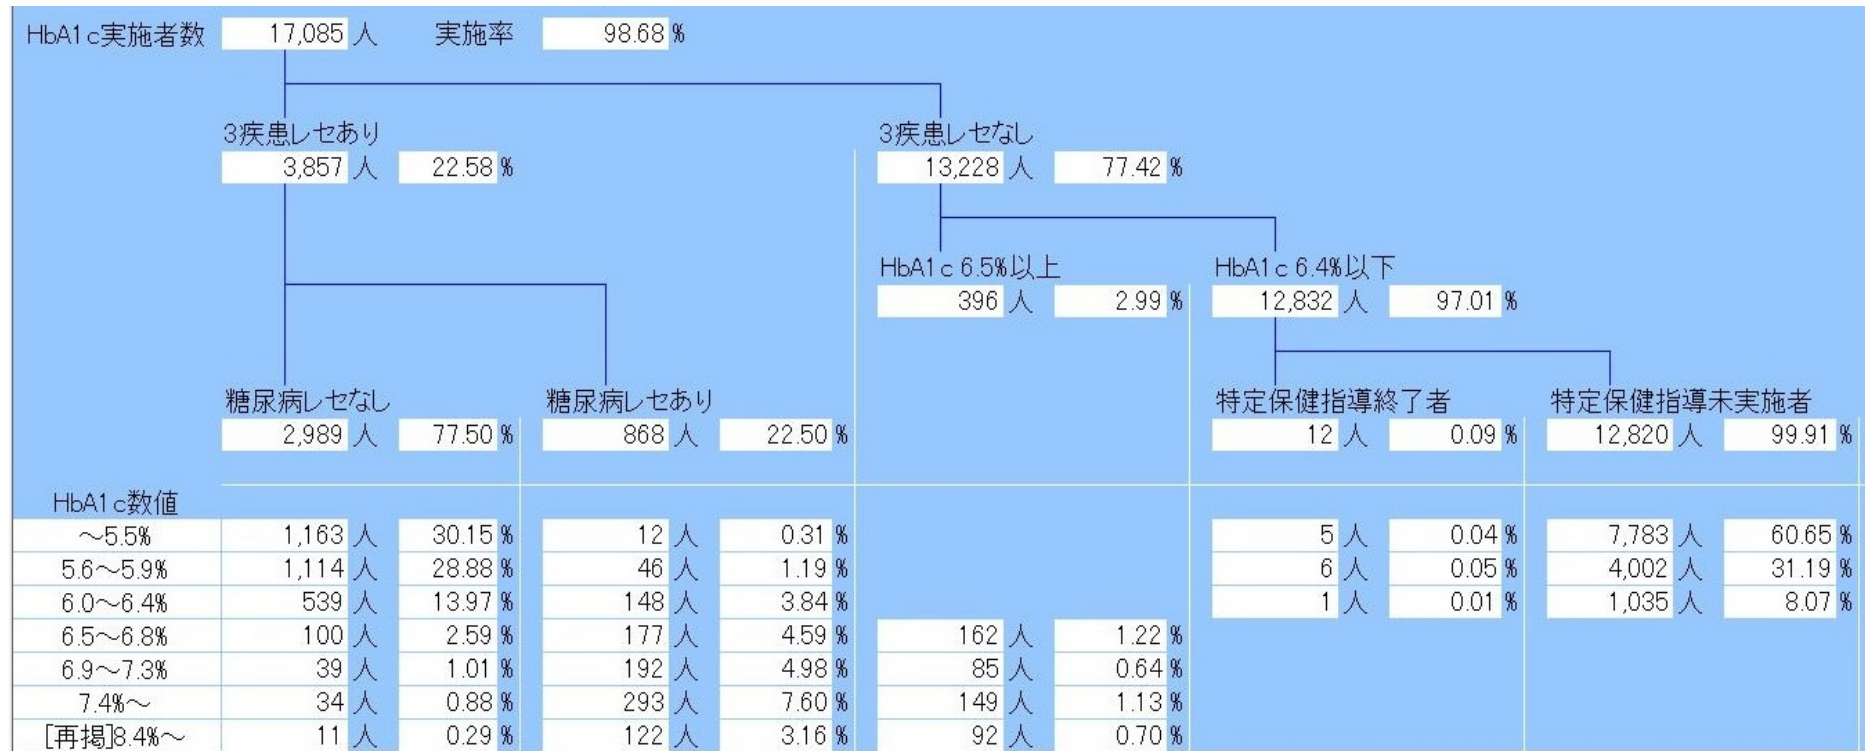 HbA1c実施者数 17,085 人 実施率 98.68 %
3疾患レセあり 3疾患レセなし
3,857 人 22.58 % 13,228 人 77.42 %
HbA1c 6.5%以上 HbA1c 6.4%以下
396 人 2.99 % 12,832 人 97.01 %
糖尿病レセなし 糖尿病レセあり 特定保健指導終了者 特定保健指導未実施者
2,989 人 77.50 % 868 人 22.50 % 12 人 0.09 % 12,820 人 99.91 %
HbA1c数値
～5.5% 1,163 人 30.15 % 12 人 0.31 % 5 人 0.04 % 7,783 人 60.65 %
5.6～5.9% 1,114 人 28.88 % 46 人 1.19 % 6 人 0.05 % 4,002 人 31.19 %
6.0～6.4% 539 人 13.97 % 148 人 3.84 % 1 人 0.01 % 1,035 人 8.07 %
6.5～6.8% 100 人 2.59 % 177 人 4.59 % 162 人 1.22 %
6.9～7.3% 39 人 1.01 % 192 人 4.98 % 85 人 0.64 %
7.4%～ 34 人 0.88 % 293 人 7.60 % 149 人 1.13 %
[再掲]8.4%～ 11 人 0.29 % 122 人 3.16 % 92 人 0.70 %